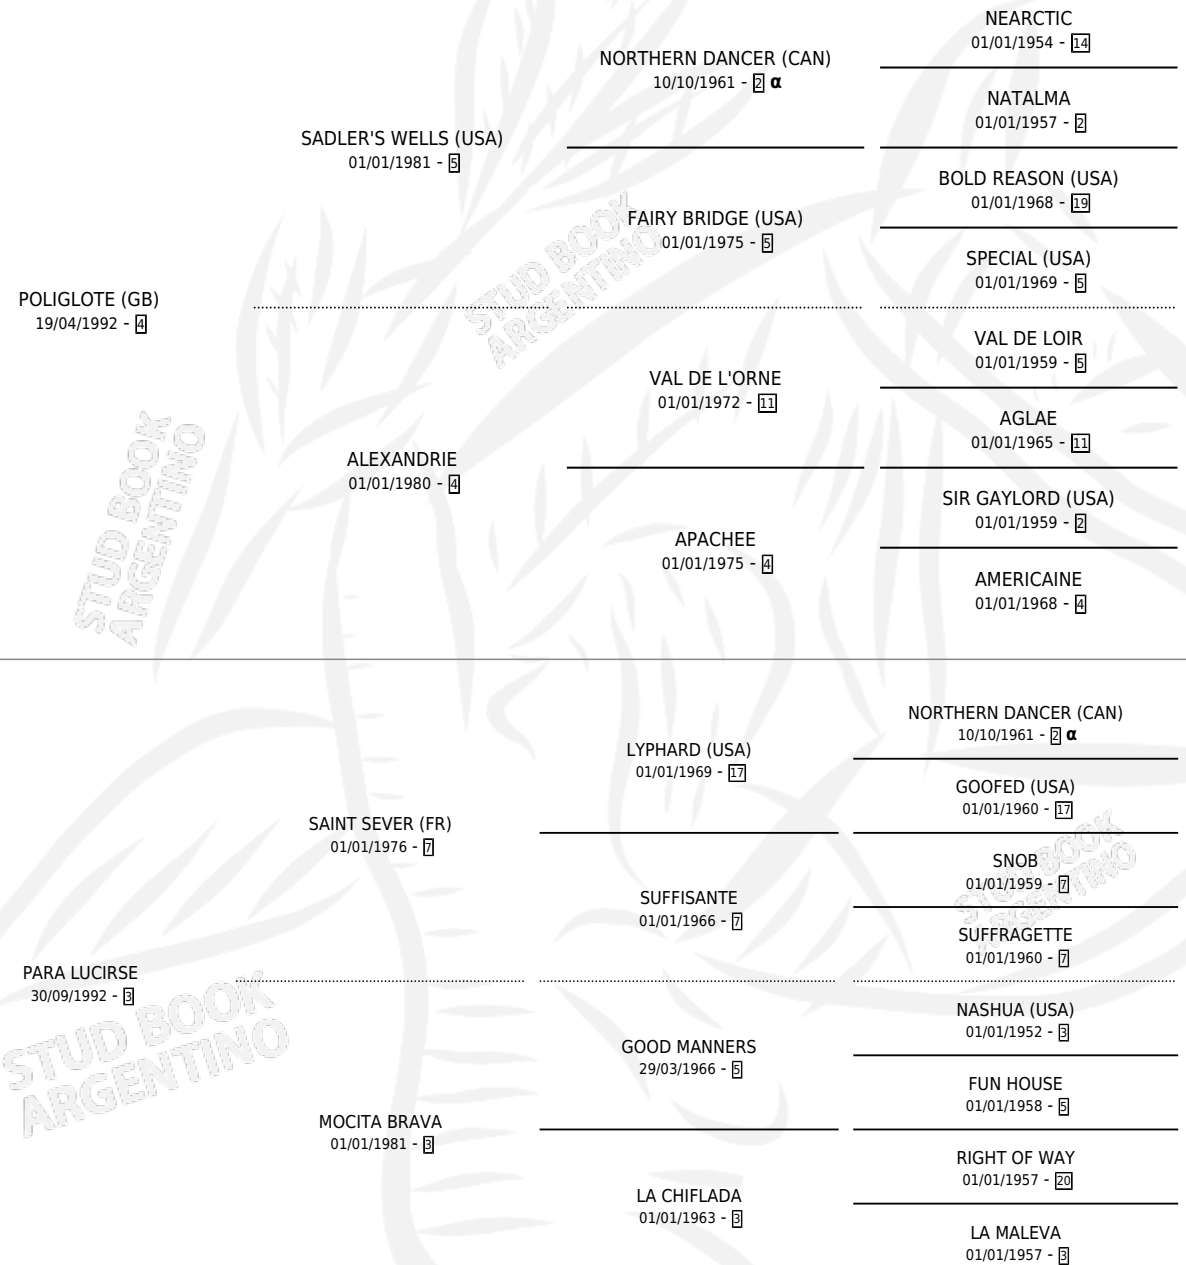 NEARCTIC
01/01/1954 - 14
NORTHERN DANCER (CAN)
10/10/1961 - 2 α
NATALMA
01/01/1957 - 2
SADLER'S WELLS (USA)
01/01/1981 - 5
BOLD REASON (USA)
01/01/1968 - 19
FAIRY BRIDGE (USA)
01/01/1975 - 5
SPECIAL (USA)
01/01/1969 - 5
STUD BOOK
ARGENTINO
POLIGLOTE (GB)
19/04/1992 - 4
VAL DE LOIR
01/01/1959 - 5
VAL DE L'ORNE
01/01/1972 - 11
AGLAE
01/01/1965 - 11
ALEXANDRIE
01/01/1980 - 4
SIR GAYLORD (USA)
01/01/1959 - 2
APACHEE
01/01/1975 - 4
AMERICAINE
01/01/1968 - 4
STUD BOOK
ARGENTINO
NORTHERN DANCER (CAN)
10/10/1961 - 2 α
LYPHARD (USA)
01/01/1969 - 17
GOOFED (USA)
01/01/1960 - 17
SAINT SEVER (FR)
01/01/1976 - 7
SNOB
01/01/1959 - 7
SUFFISANTE
01/01/1966 - 7
SUFFRAGETTE
01/01/1960 - 7
STUD BOOK
ARGENTINO
PARA LUCIRSE
30/09/1992 - 3
NASHUA (USA)
01/01/1952 - 3
GOOD MANNERS
29/03/1966 - 5
FUN HOUSE
01/01/1958 - 5
MOCITA BRAVA
01/01/1981 - 3
RIGHT OF WAY
01/01/1957 - 20
LA CHIFLADA
01/01/1963 - 3
LA MALEVA
01/01/1957 - 3
STUD BOOK
ARGENTINO